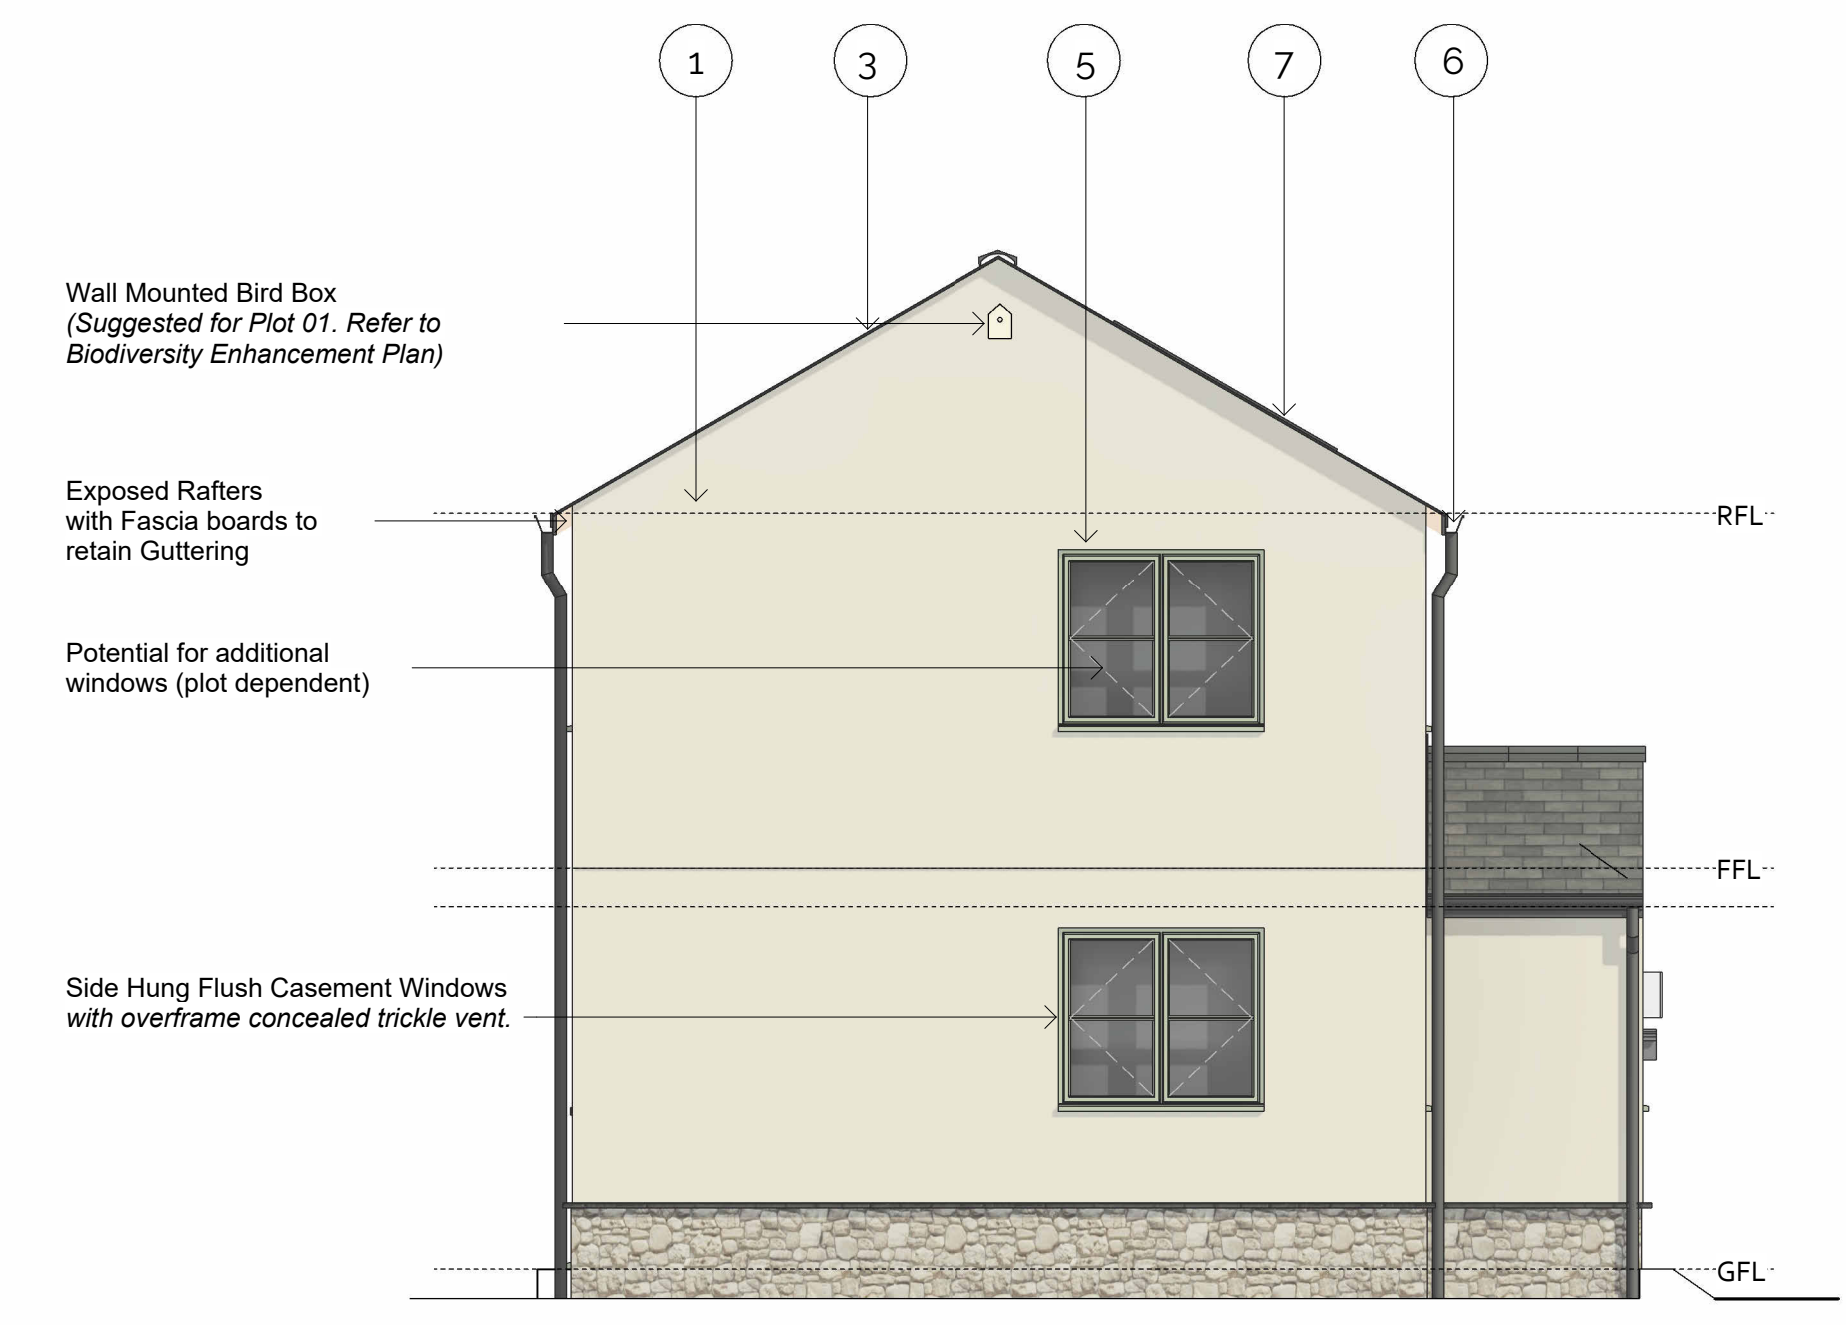 1 3 5 7 6
Wall Mounted Bird Box
(Suggested for Plot 01. Refer to
Biodiversity Enhancement Plan)
Exposed Rafters
with Fascia boards to
retain Guttering
RFL
Potential for additional
windows (plot dependent)
FFL
Side Hung Flush Casement Windows
with overframe concealed trickle vent.
GFL